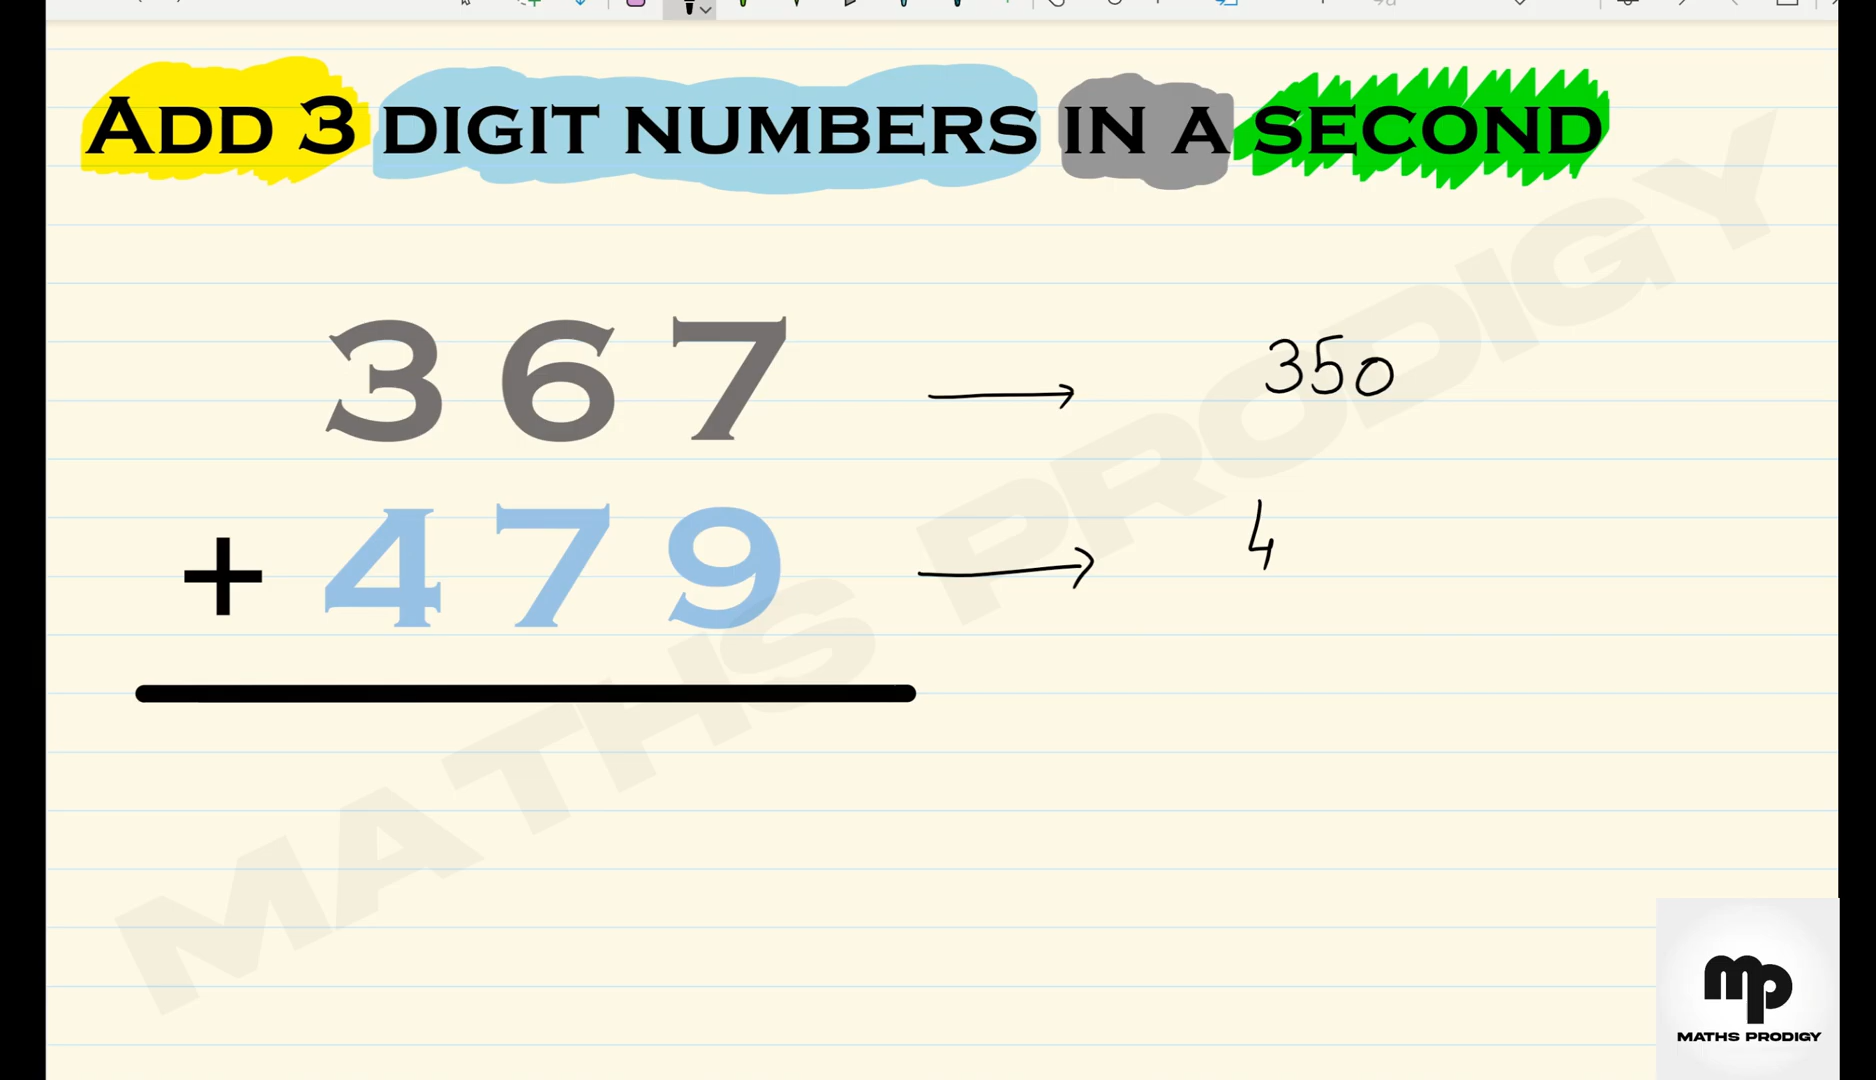 ADD 3 DIGIT NUMBERS IN A SECOND
367 → 350
+ 479 → 4
MATHS PRODIGY
mp
MATHS PRODIGY